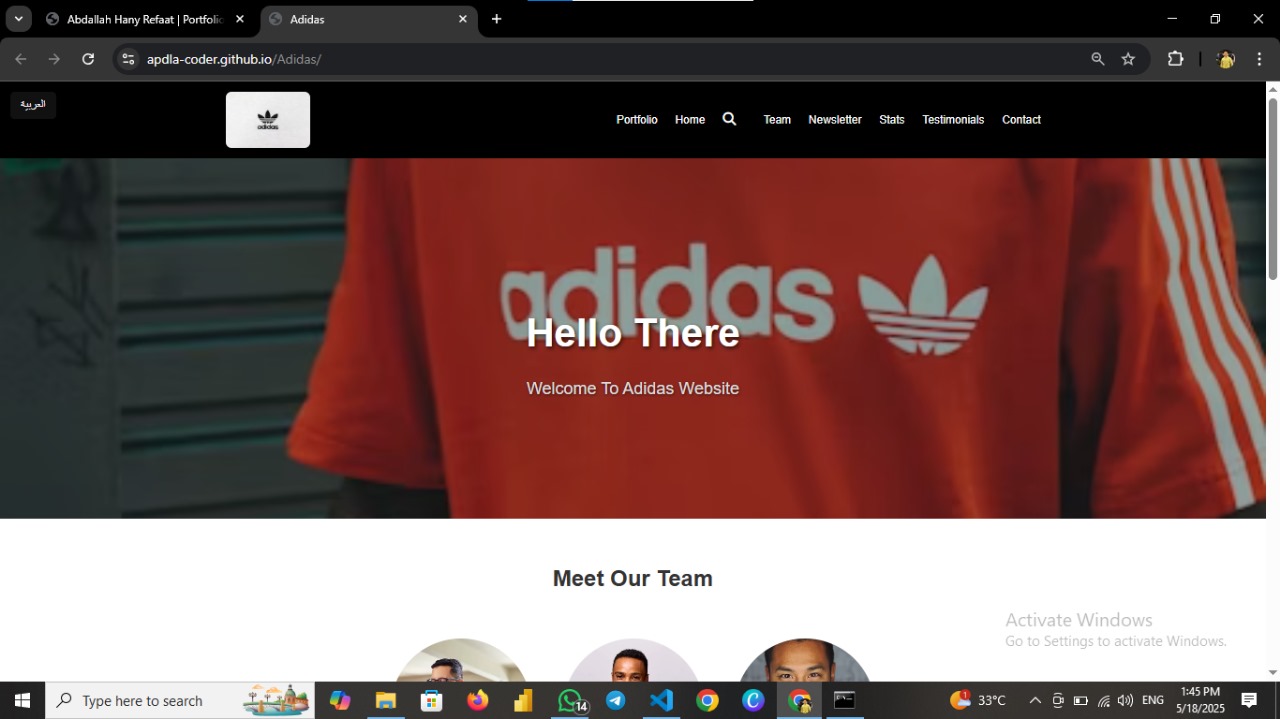 Abdallah Hany Refaat | Portfolio
Adidas
apdla-coder.github.io/Adidas/
العربية
adidas
Portfolio
Home
Team
Newsletter
Stats
Testimonials
Contact
adidas
Hello There
Welcome To Adidas Website
Meet Our Team
Activate Windows
Go to Settings to activate Windows.
Type here to search
14
1
33°C
ENG
1:45 PM
5/18/2025